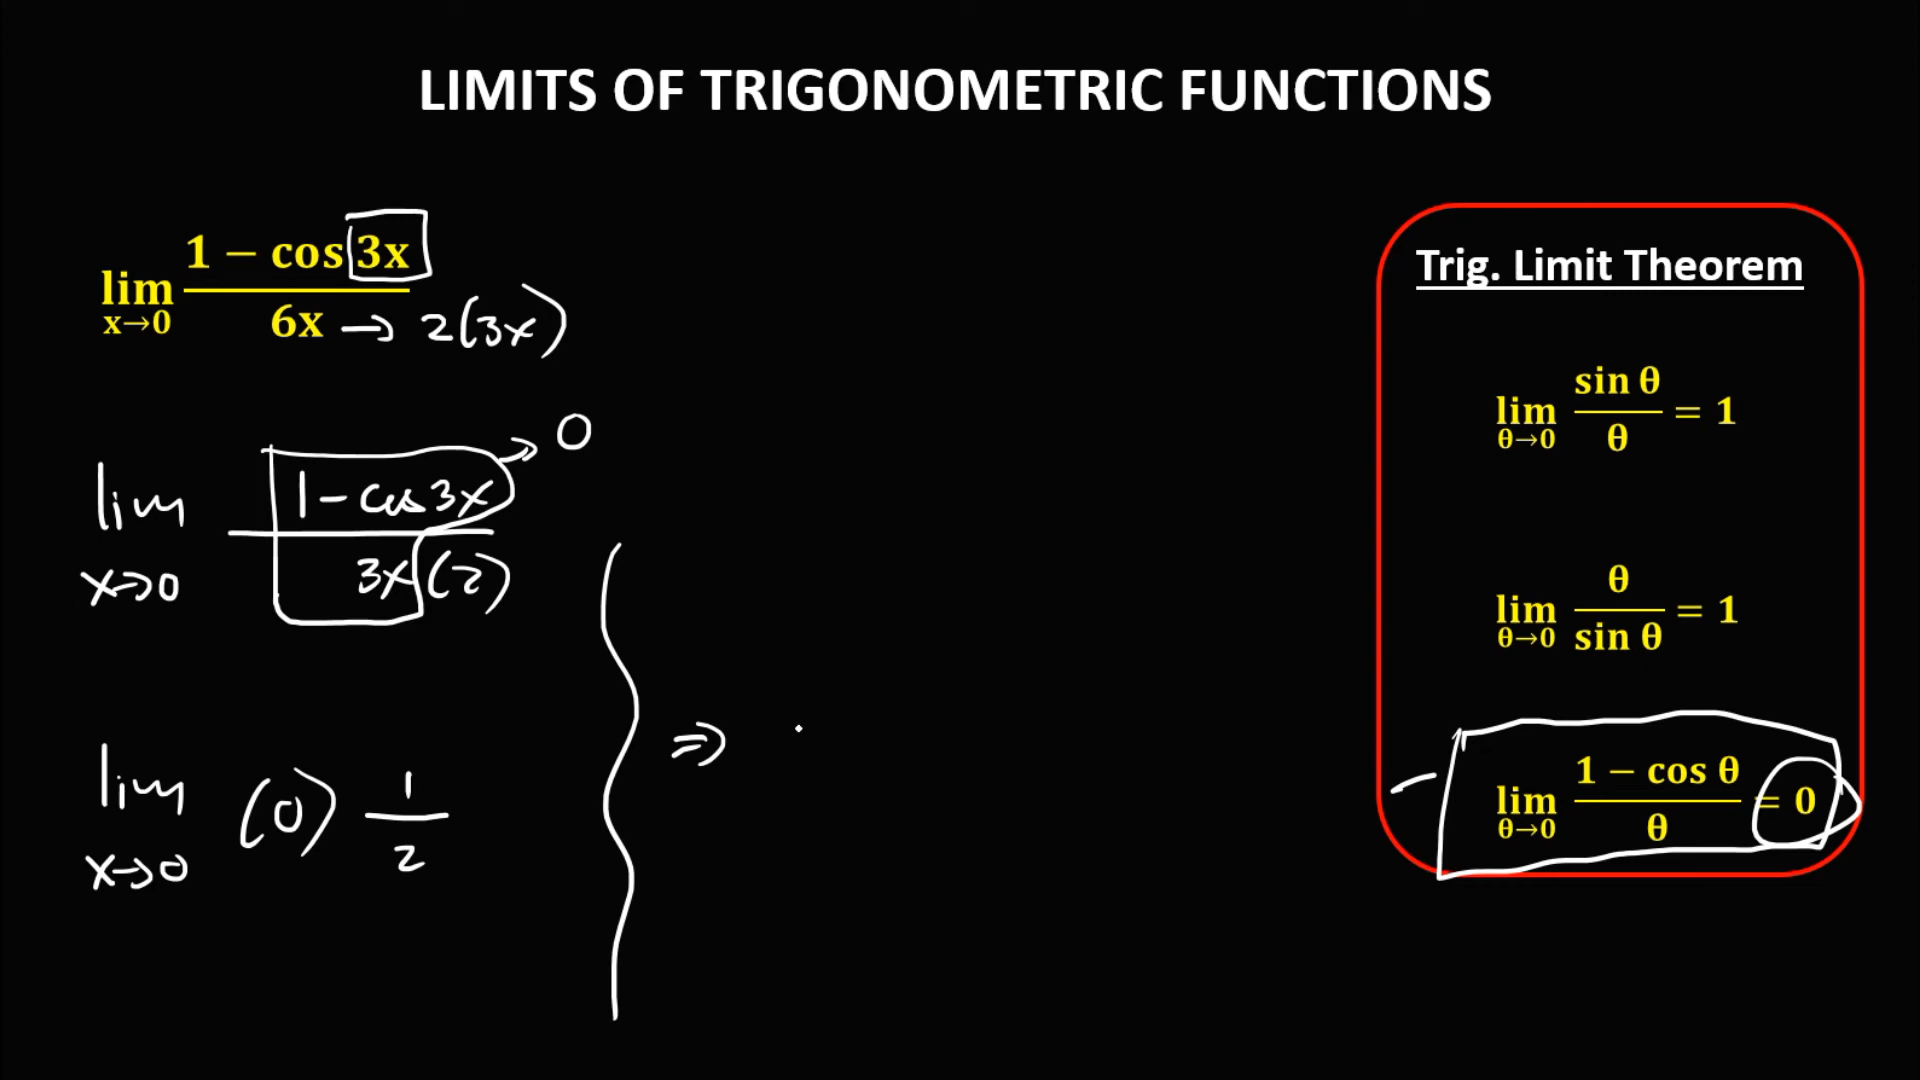 LIMITS OF TRIGONOMETRIC FUNCTIONS
1 − cos 3x
lim
x→0
6x → 2(3x)
0
lim 1 - cos 3x
x→0 3x (2)
lim (0) 1
x→0 2
⇒
Trig. Limit Theorem
lim sin θ = 1
θ→0 θ
lim θ = 1
θ→0 sin θ
lim 1 − cos θ = 0
θ→0 θ